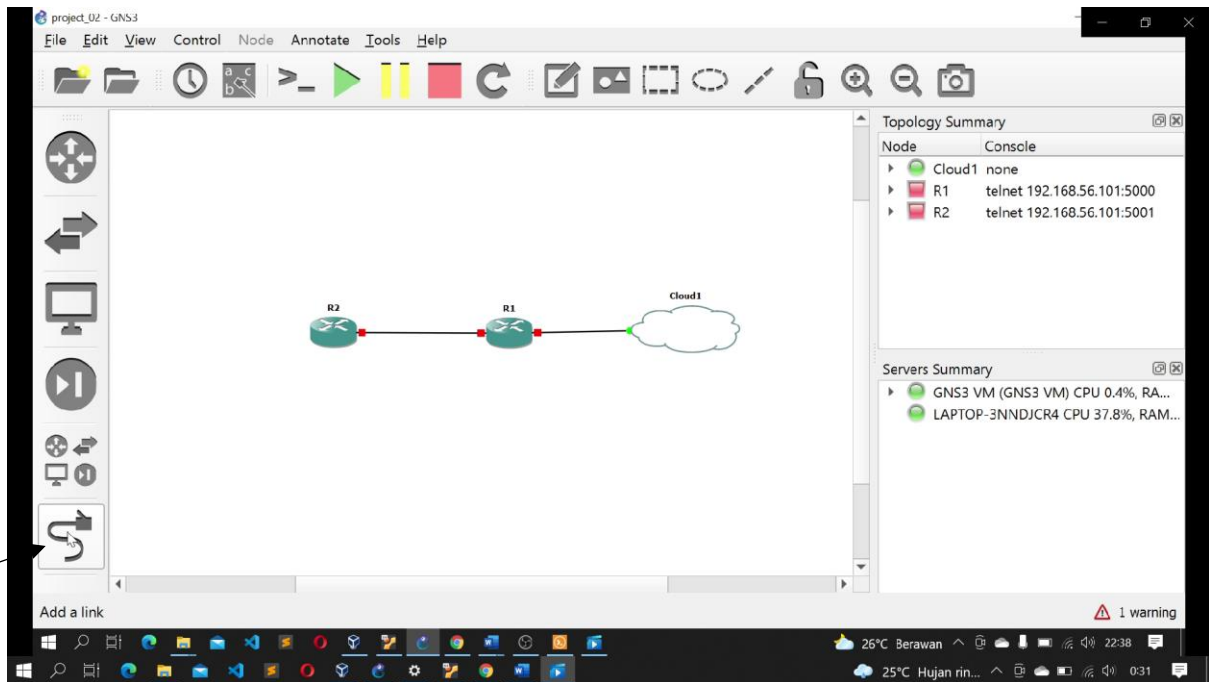 project_02 - GNS3
File Edit View Control Node Annotate Tools Help
Topology Summary
Node Console
Cloud1 none
R1 telnet 192.168.56.101:5000
R2 telnet 192.168.56.101:5001
R2
R1
Cloud1
Servers Summary
GNS3 VM (GNS3 VM) CPU 0.4%, RA...
LAPTOP-3NNDJCR4 CPU 37.8%, RAM...
Add a link
1 warning
26°C Berawan 22:38
25°C Hujan rin... 0:31